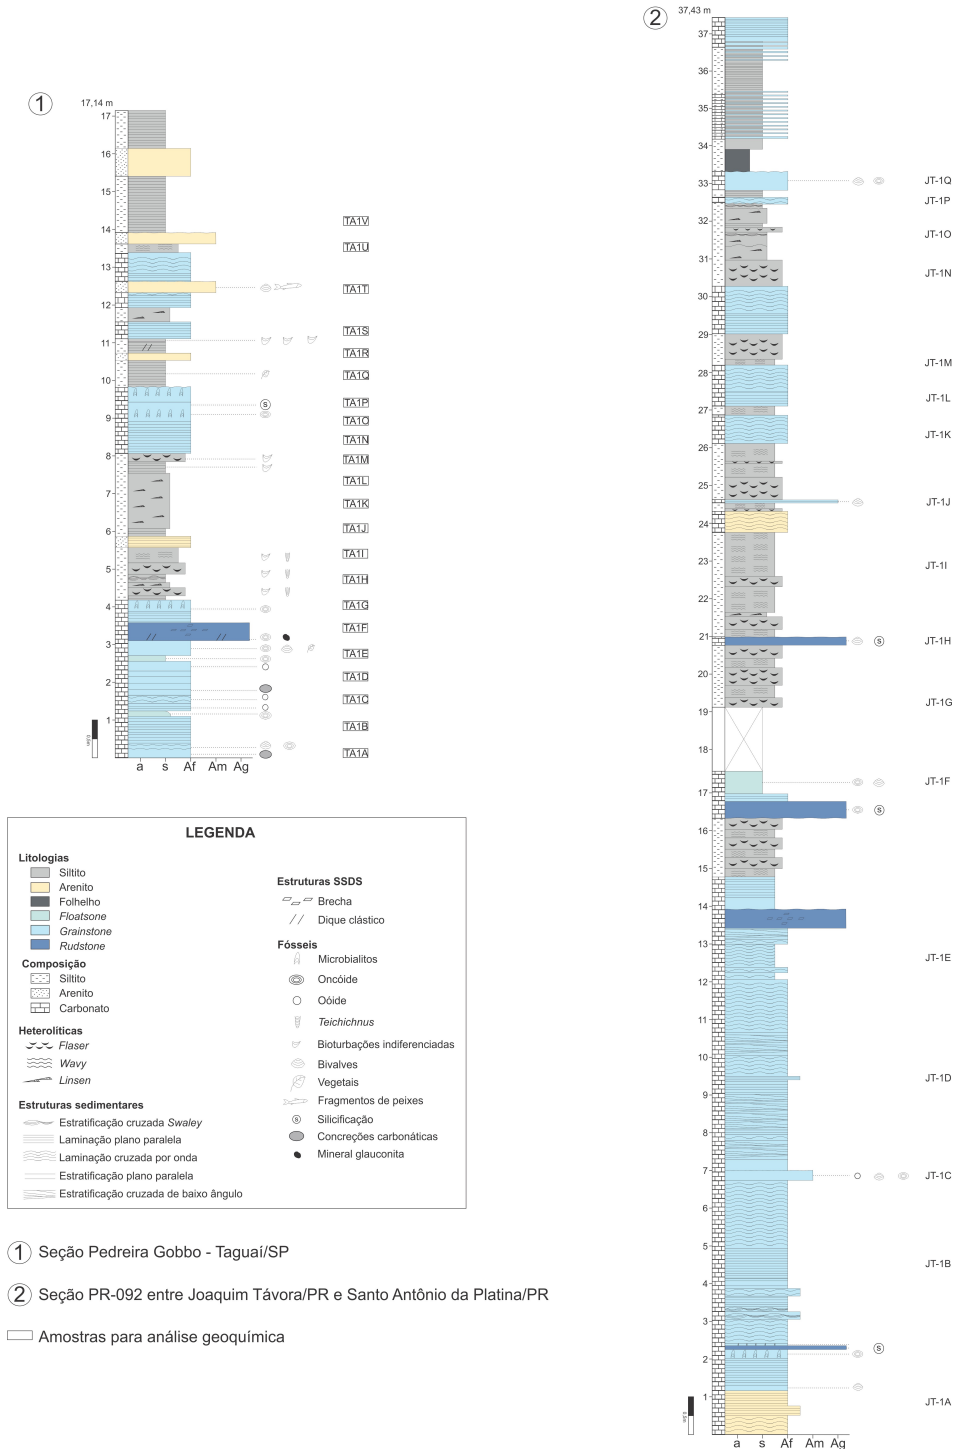 1
17,14 m
17
16
15
14
13
12
11
10
9
8
7
6
5
4
3
2
1
a s Af Am Ag
TA1V
TA1U
TA1T
TA1S
TA1R
TA1Q
TA1P
TA1O
TA1N
TA1M
TA1L
TA1K
TA1J
TA1I
TA1H
TA1G
TA1F
TA1E
TA1D
TA1C
TA1B
TA1A
S
2
37,43 m
37
36
35
34
33
32
31
30
29
28
27
26
25
24
23
22
21
20
19
18
17
16
15
14
13
12
11
10
9
8
7
6
5
4
3
2
1
a s Af Am Ag
JT-1Q
JT-1P
JT-1O
JT-1N
JT-1M
JT-1L
JT-1K
JT-1J
JT-1I
JT-1H
JT-1G
JT-1F
JT-1E
JT-1D
JT-1C
JT-1B
JT-1A
S
S
S
LEGENDA
Litologias
Siltito
Arenito
Folhelho
Floatsone
Grainstone
Rudstone
Composição
Siltito
Arenito
Carbonato
Heterolíticas
Flaser
Wavy
Linsen
Estruturas sedimentares
Estratificação cruzada Swaley
Laminação plano paralela
Laminação cruzada por onda
Estratificação plano paralela
Estratificação cruzada de baixo ângulo
Estruturas SSDS
Brecha
Dique clástico
Fósseis
Microbialitos
Oncóide
Oóide
Teichichnus
Bioturbações indiferenciadas
Bivalves
Vegetais
Fragmentos de peixes
S Silicificação
Concreções carbonáticas
Mineral glauconita
1 Seção Pedreira Gobbo - Taguaí/SP
2 Seção PR-092 entre Joaquim Távora/PR e Santo Antônio da Platina/PR
Amostras para análise geoquímica